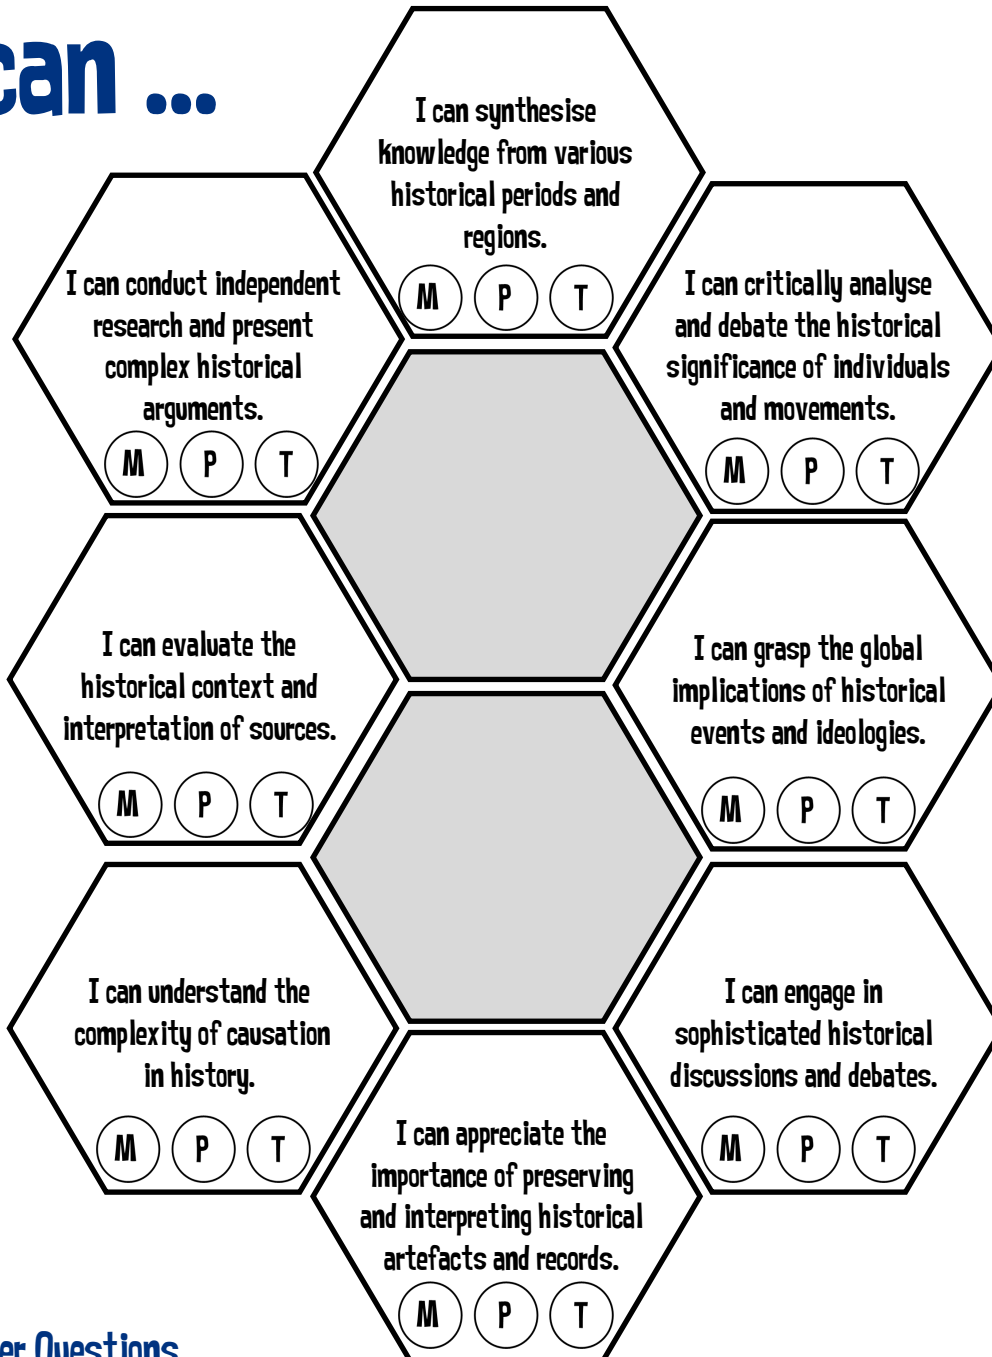 can ...
I can synthesise
knowledge from various
historical periods and
regions.
M P T
I can conduct independent
research and present
complex historical
arguments.
M P T
I can critically analyse
and debate the historical
significance of individuals
and movements.
M P T
I can evaluate the
historical context and
interpretation of sources.
M P T
I can grasp the global
implications of historical
events and ideologies.
M P T
I can understand the
complexity of causation
in history.
M P T
I can engage in
sophisticated historical
discussions and debates.
M P T
I can appreciate the
importance of preserving
and interpreting historical
artefacts and records.
M P T
Questions